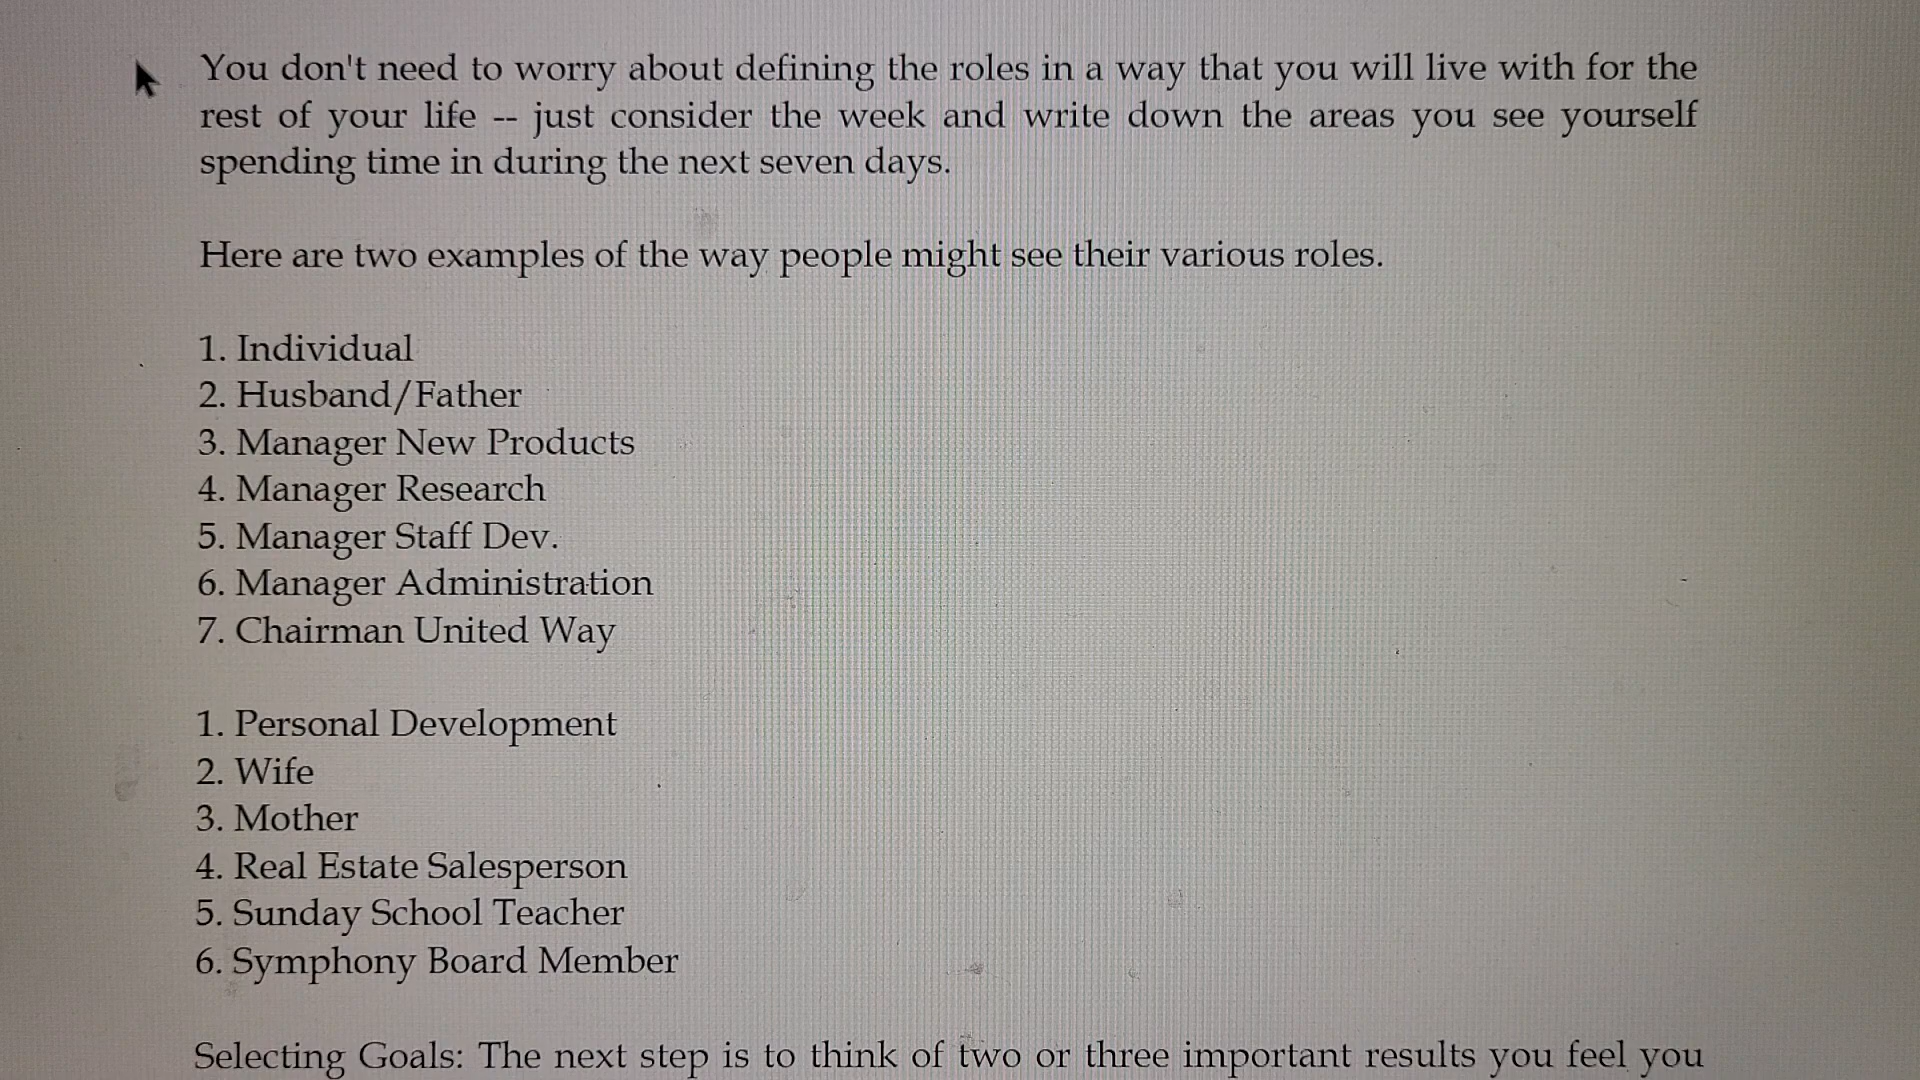 You don't need to worry about defining the roles in a way that you will live with for the
rest of your life -- just consider the week and write down the areas you see yourself
spending time in during the next seven days.
Here are two examples of the way people might see their various roles.
1. Individual
2. Husband/Father
3. Manager New Products
4. Manager Research
5. Manager Staff Dev.
6. Manager Administration
7. Chairman United Way
1. Personal Development
2. Wife
3. Mother
4. Real Estate Salesperson
5. Sunday School Teacher
6. Symphony Board Member
Selecting Goals: The next step is to think of two or three important results you feel you